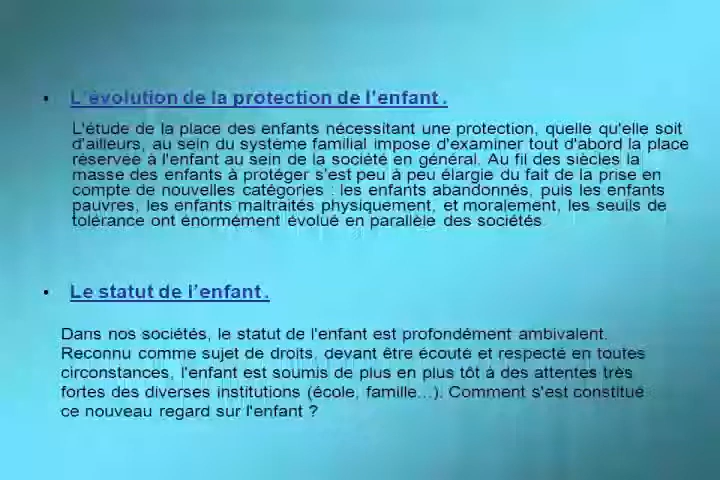 • L'évolution de la protection de l'enfant .
L'étude de la place des enfants nécessitant une protection, quelle qu'elle soit
d'ailleurs, au sein du système familial impose d'examiner tout d'abord la place
réservée à l'enfant au sein de la société en général. Au fil des siècles la
masse des enfants à protéger s'est peu à peu élargie du fait de la prise en
compte de nouvelles catégories : les enfants abandonnés, puis les enfants
pauvres, les enfants maltraités physiquement, et moralement, les seuils de
tolérance ont énormément évolué en parallèle des sociétés.
• Le statut de l'enfant .
Dans nos sociétés, le statut de l'enfant est profondément ambivalent.
Reconnu comme sujet de droits, devant être écouté et respecté en toutes
circonstances, l'enfant est soumis de plus en plus tôt à des attentes très
fortes des diverses institutions (école, famille...). Comment s'est constitué
ce nouveau regard sur l'enfant ?